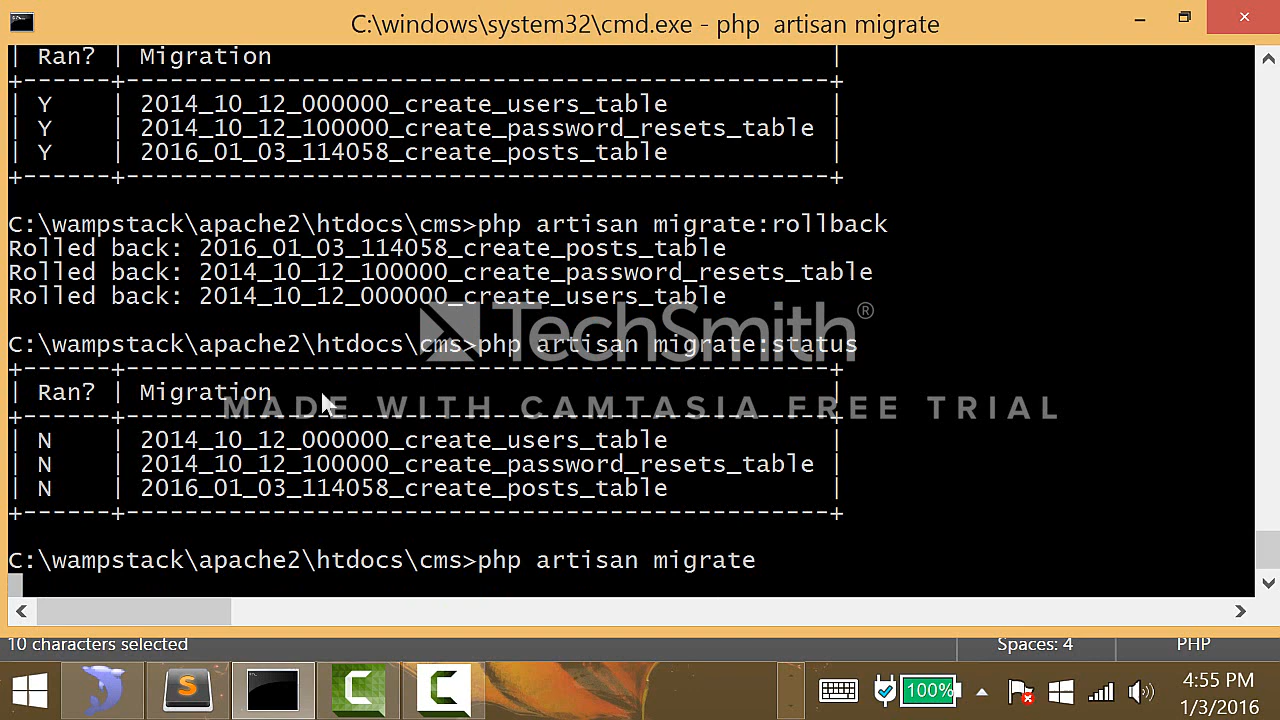 C:\windows\system32\cmd.exe - php  artisan migrate
| Ran? | Migration                                      |
+------+------------------------------------------------+
| Y    | 2014_10_12_000000_create_users_table           |
| Y    | 2014_10_12_100000_create_password_resets_table |
| Y    | 2016_01_03_114058_create_posts_table           |
+------+------------------------------------------------+
C:\wampstack\apache2\htdocs\cms>php artisan migrate:rollback
Rolled back: 2016_01_03_114058_create_posts_table
Rolled back: 2014_10_12_100000_create_password_resets_table
Rolled back: 2014_10_12_000000_create_users_table
TechSmith®
C:\wampstack\apache2\htdocs\cms>php artisan migrate:status
+------+------------------------------------------------+
| Ran? | Migration                                      |
MADE WITH CAMTASIA FREE TRIAL
+------+------------------------------------------------+
| N    | 2014_10_12_000000_create_users_table           |
| N    | 2014_10_12_100000_create_password_resets_table |
| N    | 2016_01_03_114058_create_posts_table           |
+------+------------------------------------------------+
C:\wampstack\apache2\htdocs\cms>php artisan migrate
10 characters selected
Spaces: 4
PHP
100%
4:55 PM
1/3/2016